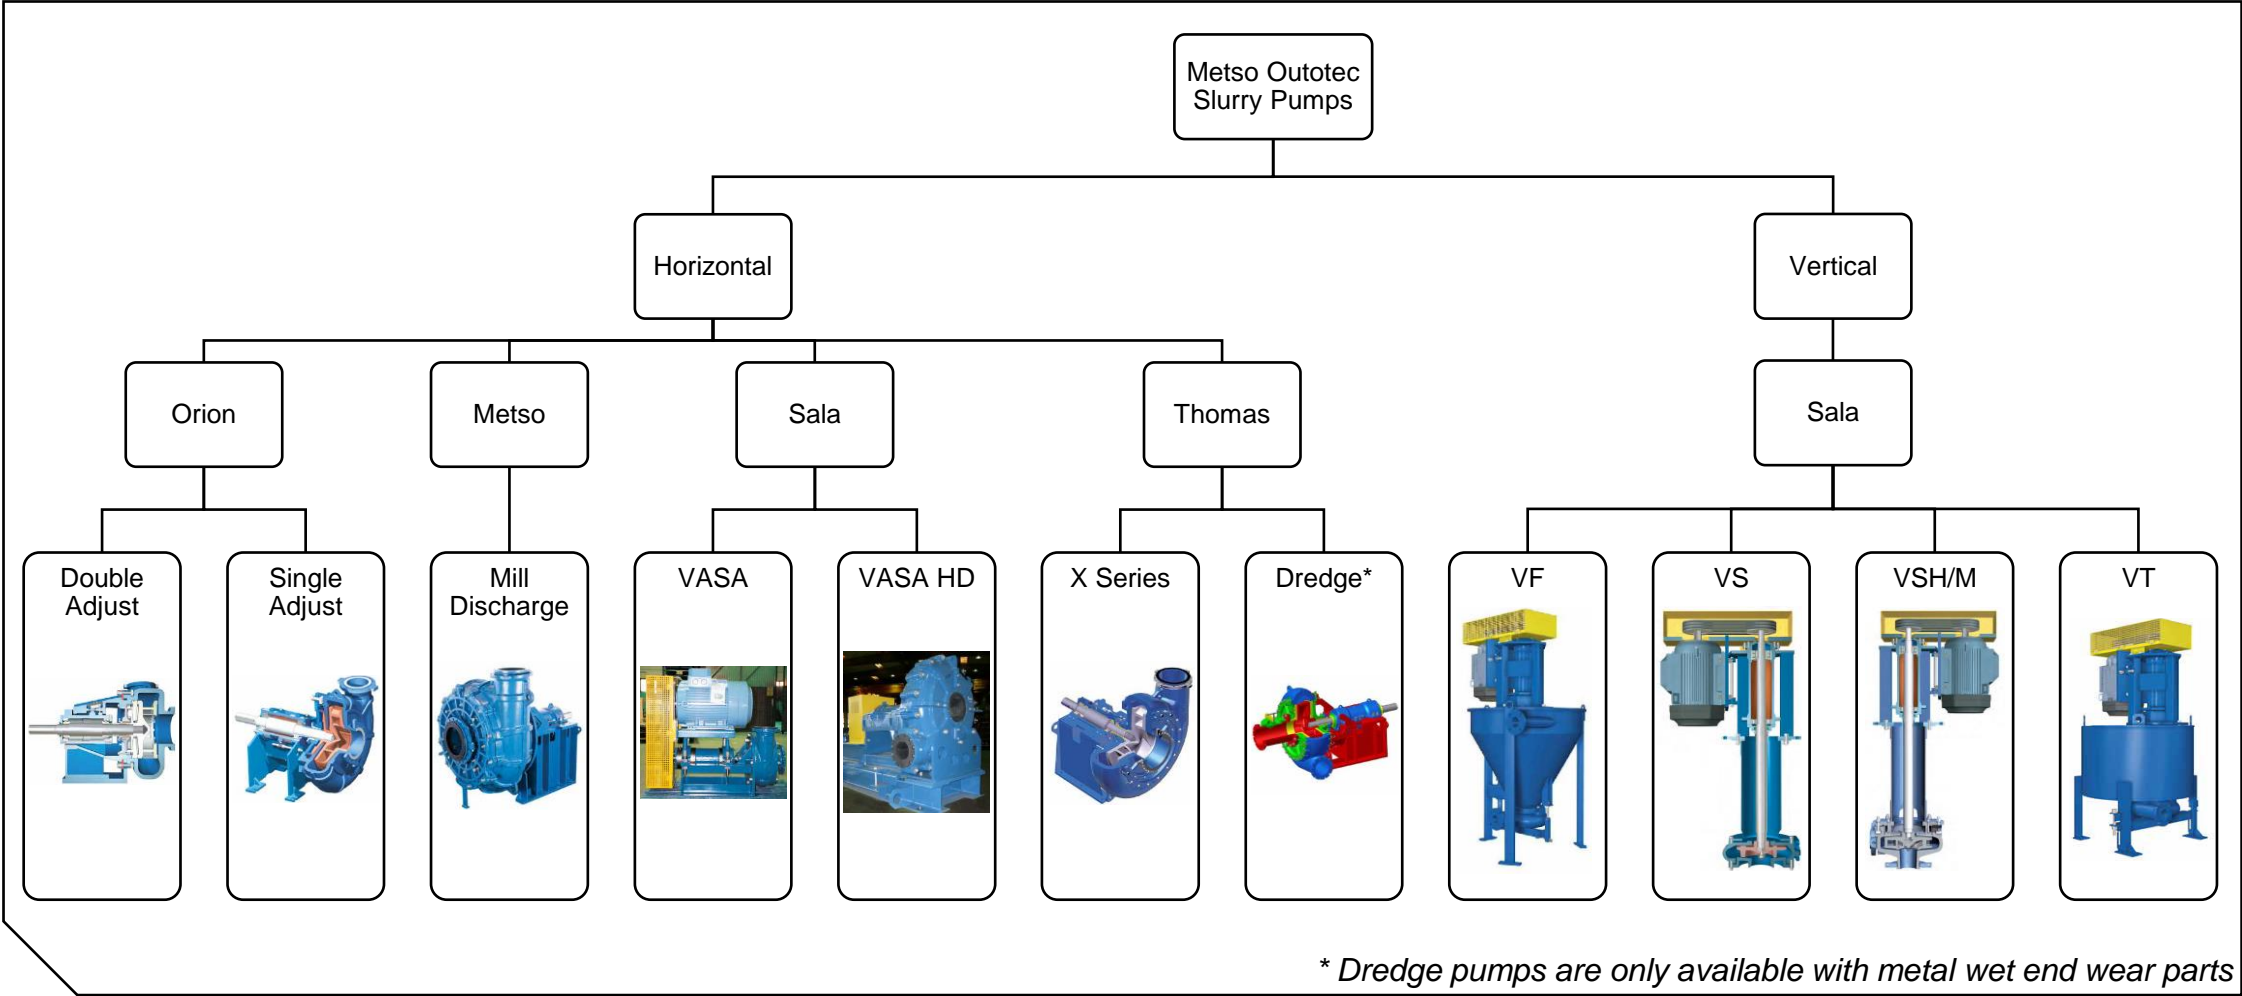 Metso Outotec
Slurry Pumps
Horizontal
Vertical
Orion
Metso
Sala
Thomas
Sala
Double
Adjust
Single
Adjust
Mill
Discharge
VASA
VASA HD
X Series
Dredge*
VF
VS
VSH/M
VT
* Dredge pumps are only available with metal wet end wear parts